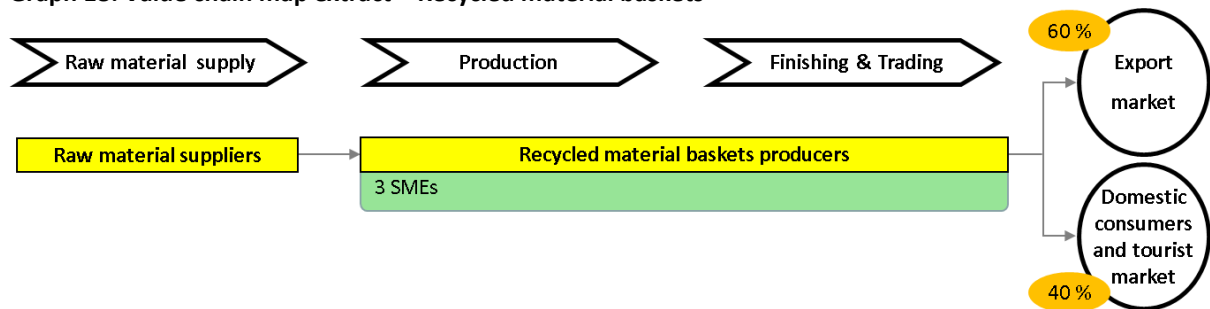 Raw material supply
Production
Finishing & Trading
60 %
Export
market
Raw material suppliers
Recycled material baskets producers
3 SMEs
Domestic
consumers
and tourist
market
40 %